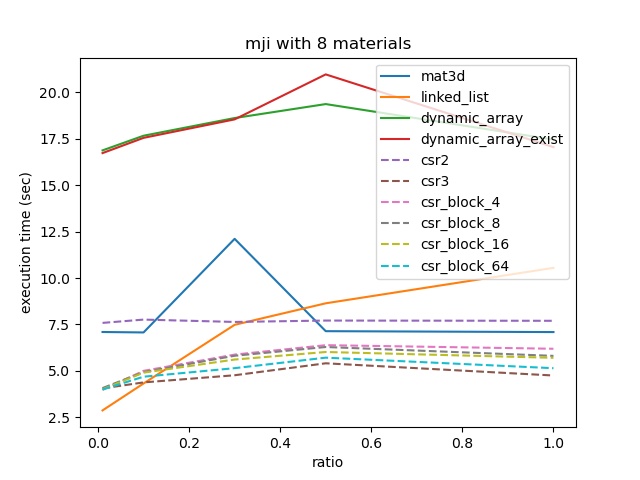 mji with 8 materials
execution time (sec)
20.0
17.5
15.0
12.5
10.0
7.5
5.0
2.5
mat3d
linked_list
dynamic_array
dynamic_array_exist
csr2
csr3
csr_block_4
csr_block_8
csr_block_16
csr_block_64
0.0 0.2 0.4 0.6 0.8 1.0
ratio